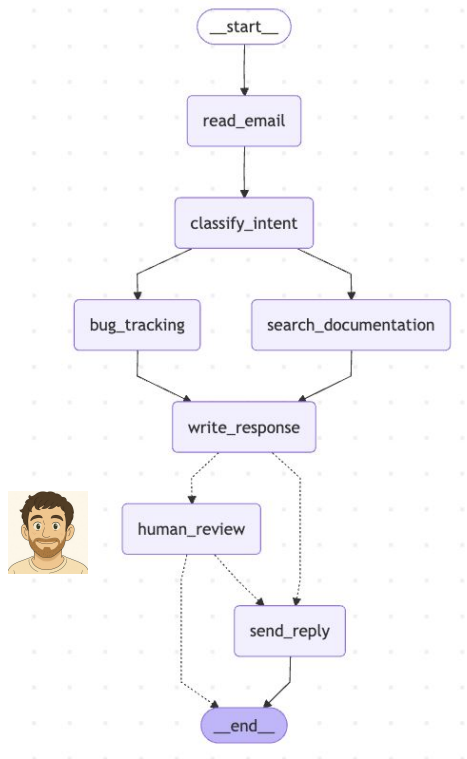 __start__
read_email
classify_intent
bug_tracking
search_documentation
write_response
human_review
send_reply
__end__